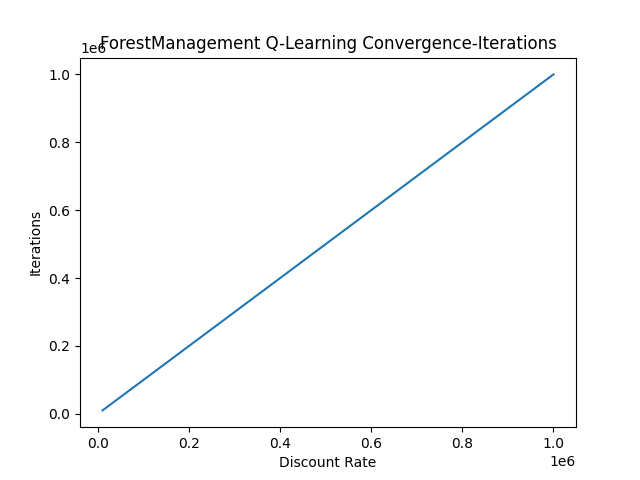 ForestManagement Q-Learning Convergence-Iterations
1e6
1.0
0.8
0.6
0.4
0.2
0.0
Iterations
0.0 0.2 0.4 0.6 0.8 1.0
Discount Rate
1e6